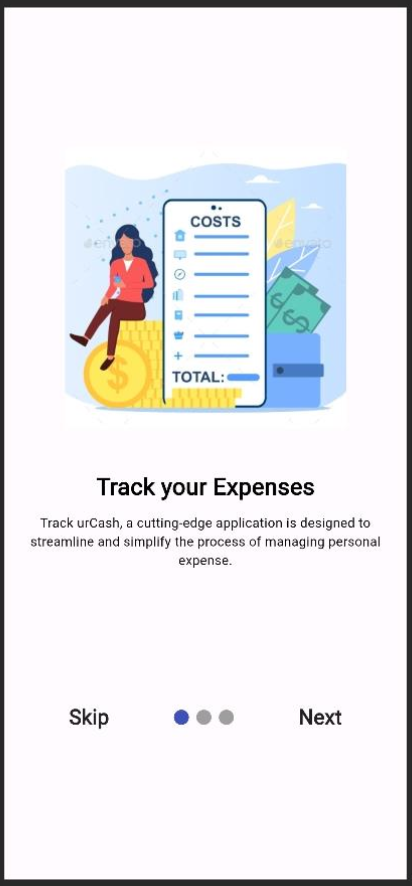 COSTS
TOTAL:
Track your Expenses
Track urCash, a cutting-edge application is designed to
streamline and simplify the process of managing personal
expense.
Skip
Next